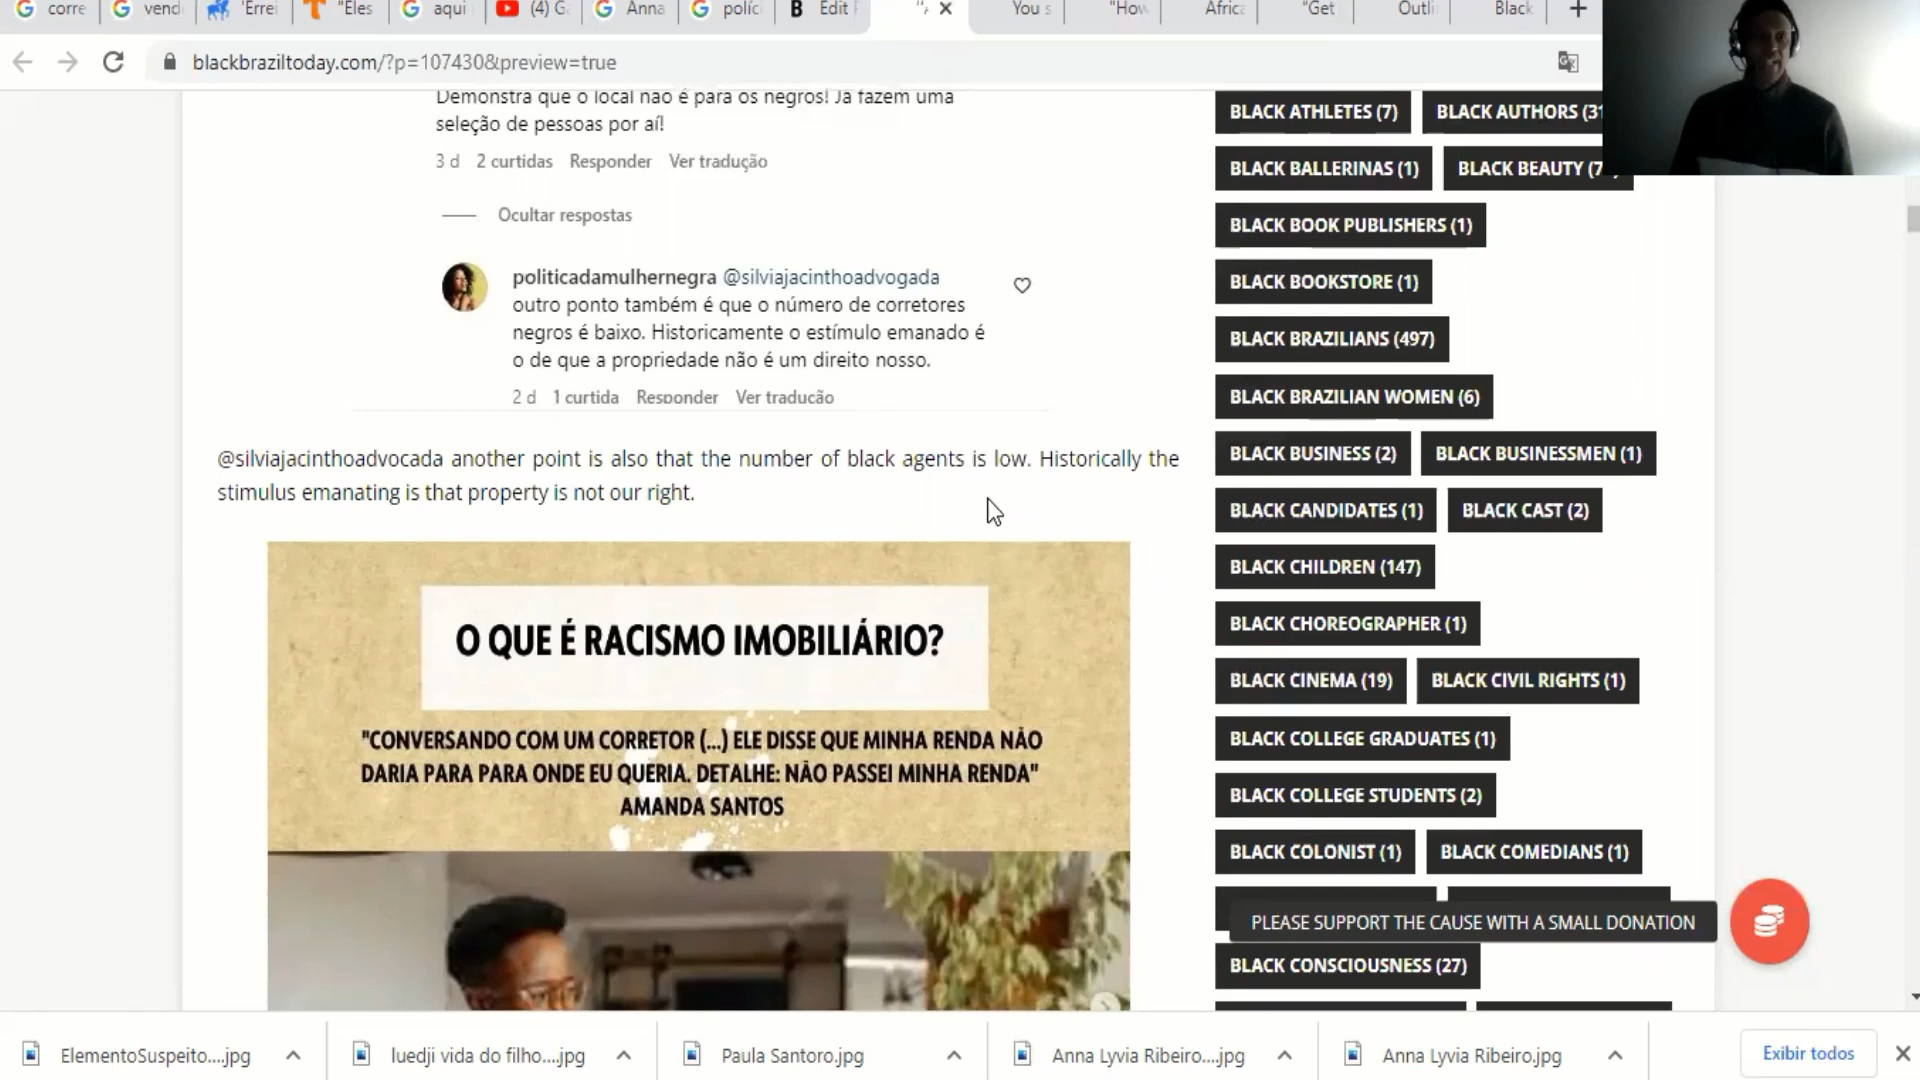 corre
vend
'Errei
"Eles
aqui
(4) G
Anna
políc
Edit
You s
"How
Africa
"Get
Outli
Black
blackbraziltoday.com/?p=107430&preview=true
Demonstra que o local não é para os negros! Já fazem uma
seleção de pessoas por aí!
3 d 2 curtidas Responder Ver tradução
Ocultar respostas
politicadamulhernegra @silviajacinthoadvogada
outro ponto também é que o número de corretores
negros é baixo. Historicamente o estímulo emanado é
o de que a propriedade não é um direito nosso.
2 d 1 curtida Responder Ver tradução
@silviajacinthoadvocada another point is also that the number of black agents is low. Historically the
stimulus emanating is that property is not our right.
O QUE É RACISMO IMOBILIÁRIO?
"CONVERSANDO COM UM CORRETOR (...) ELE DISSE QUE MINHA RENDA NÃO
DARIA PARA PARA ONDE EU QUERIA. DETALHE: NÃO PASSEI MINHA RENDA"
AMANDA SANTOS
BLACK ATHLETES (7) BLACK AUTHORS (31
BLACK BALLERINAS (1) BLACK BEAUTY (7
BLACK BOOK PUBLISHERS (1)
BLACK BOOKSTORE (1)
BLACK BRAZILIANS (497)
BLACK BRAZILIAN WOMEN (6)
BLACK BUSINESS (2) BLACK BUSINESSMEN (1)
BLACK CANDIDATES (1) BLACK CAST (2)
BLACK CHILDREN (147)
BLACK CHOREOGRAPHER (1)
BLACK CINEMA (19) BLACK CIVIL RIGHTS (1)
BLACK COLLEGE GRADUATES (1)
BLACK COLLEGE STUDENTS (2)
BLACK COLONIST (1) BLACK COMEDIANS (1)
PLEASE SUPPORT THE CAUSE WITH A SMALL DONATION
BLACK CONSCIOUSNESS (27)
ElementoSuspeito....jpg
luedji vida do filho....jpg
Paula Santoro.jpg
Anna Lyvia Ribeiro....jpg
Anna Lyvia Ribeiro.jpg
Exibir todos